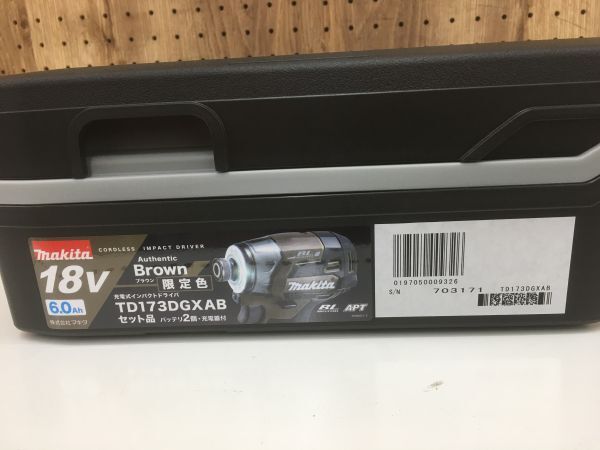 makita
CORDLESS IMPACT DRIVER
18V
6.0Ah
株式会社マキタ
Authentic
Brown
ブラウン
限定色
充電式インパクトドライバ
TD173DGXAB
セット品 バッテリ2個・充電器付
BL
makita
BL
APT
0197050009326
S/N
703171
TD173DGXAB